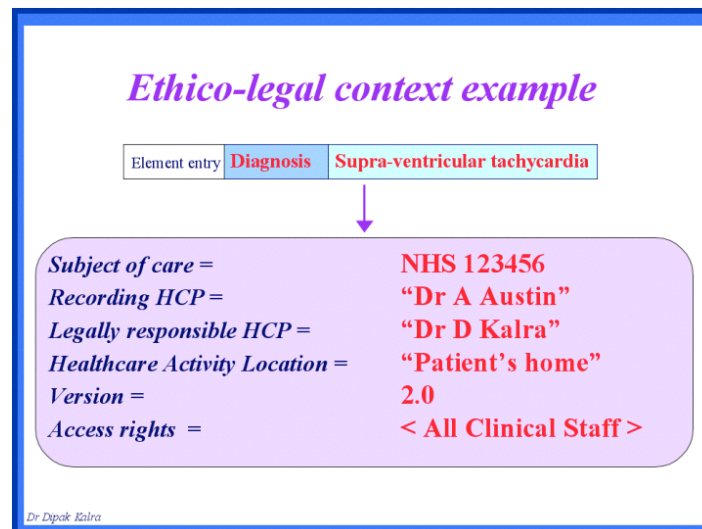 Ethico-legal context example
Element entry Diagnosis Supra-ventricular tachycardia
Subject of care = NHS 123456
Recording HCP = “Dr A Austin”
Legally responsible HCP = “Dr D Kalra”
Healthcare Activity Location = “Patient’s home”
Version = 2.0
Access rights = < All Clinical Staff >
Dr Dipak Kalra